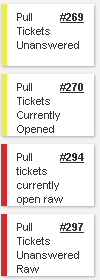 Pull #269
Tickets
Unanswered
Pull #270
Tickets
Currently
Opened
Pull #294
tickets
currently
open raw
Pull #297
Tickets
Unanswered
Raw